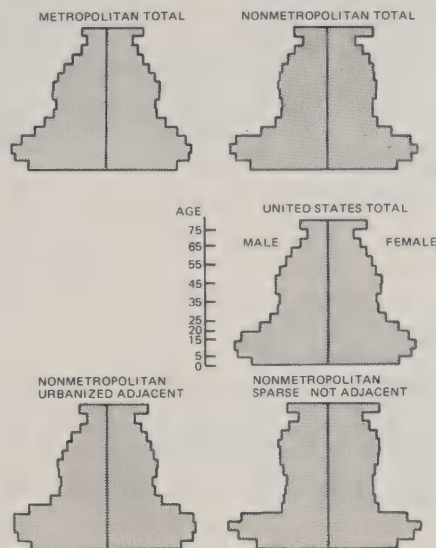 METROPOLITAN TOTAL
NONMETROPOLITAN TOTAL
AGE
UNITED STATES TOTAL
75
MALE
FEMALE
65
55
45
35
25
20
15
5
0
NONMETROPOLITAN
URBANIZED ADJACENT
NONMETROPOLITAN
SPARSE NOT ADJACENT